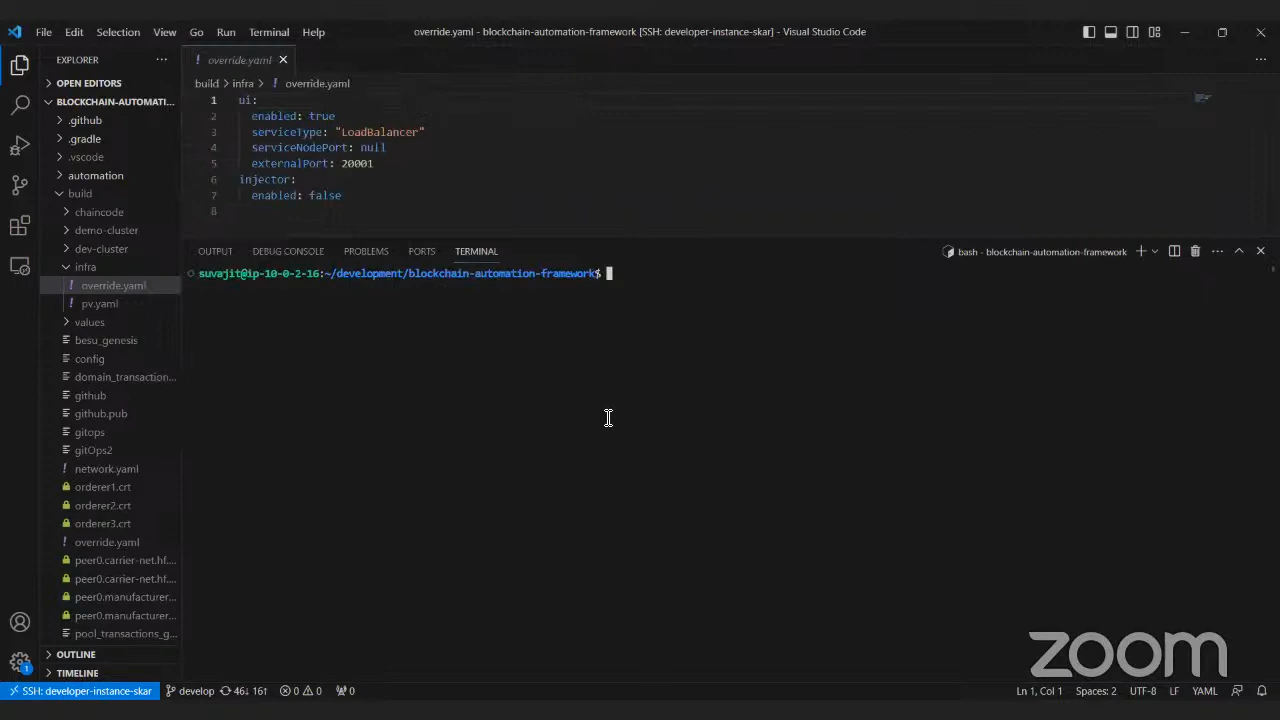 File Edit Selection View Go Run Terminal Help
override.yaml - blockchain-automation-framework [SSH: developer-instance-skar] - Visual Studio Code
EXPLORER
OPEN EDITORS
BLOCKCHAIN-AUTOMATI...
.github
.gradle
.vscode
automation
build
chaincode
demo-cluster
dev-cluster
infra
override.yaml
pv.yaml
values
besu_genesis
config
domain_transaction...
github
github.pub
gitops
gitOps2
network.yaml
orderer1.crt
orderer2.crt
orderer3.crt
override.yaml
peer0.carrier-net.hf....
peer0.carrier-net.hf....
peer0.manufacturer...
peer0.manufacturer...
pool_transactions_g...
OUTLINE
TIMELINE
! override.yaml
build > infra > ! override.yaml
1 ui:
2 enabled: true
3 serviceType: "LoadBalancer"
4 serviceNodePort: null
5 externalPort: 20001
6 injector:
7 enabled: false
8
OUTPUT DEBUG CONSOLE PROBLEMS PORTS TERMINAL
bash - blockchain-automation-framework
suvajit@ip-10-0-2-16:~/development/blockchain-automation-framework$
zoom
1
SSH: developer-instance-skar develop 46↓ 16↑ 0 0 0
Ln 1, Col 1 Spaces: 2 UTF-8 LF YAML